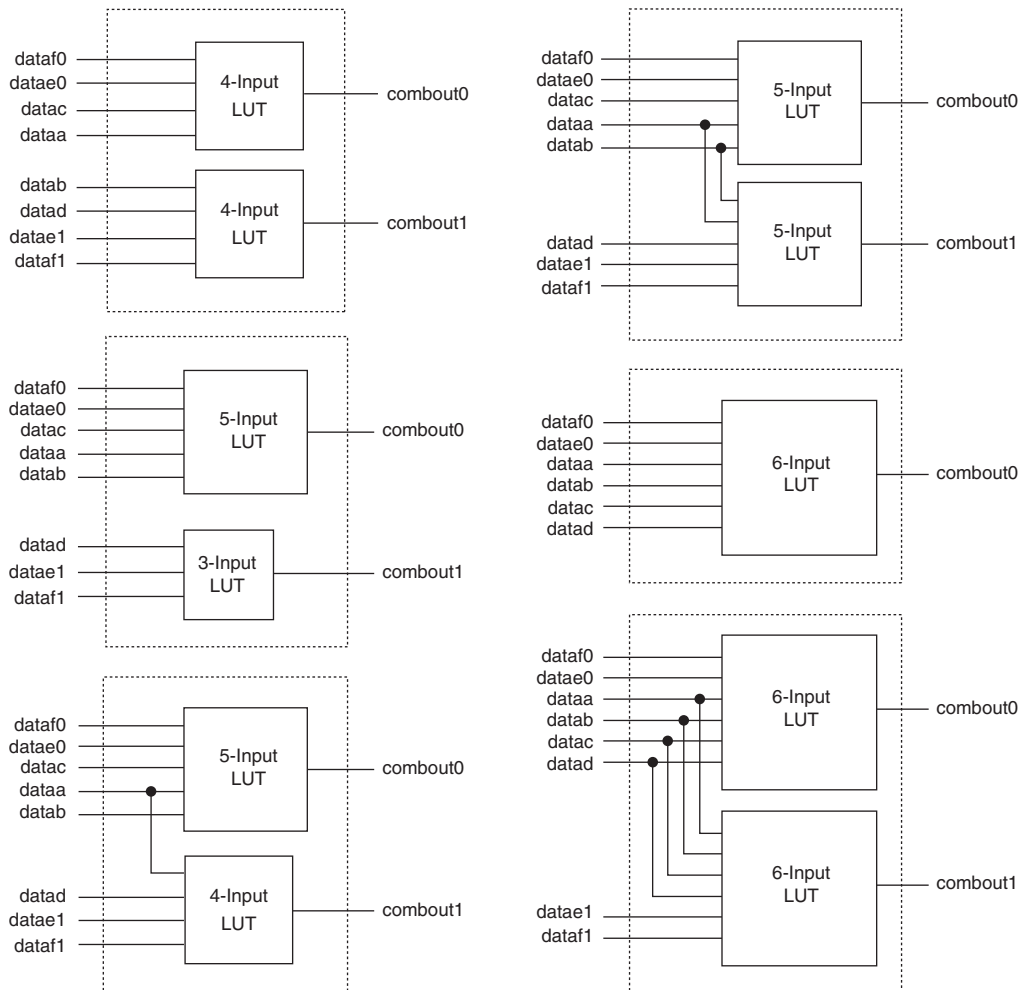 dataf0
datae0
datac
dataa
4-Input
LUT
combout0
datab
datad
datae1
dataf1
4-Input
LUT
combout1
dataf0
datae0
datac
dataa
datab
5-Input
LUT
combout0
datad
datae1
dataf1
3-Input
LUT
combout1
dataf0
datae0
datac
dataa
datab
5-Input
LUT
combout0
datad
datae1
dataf1
4-Input
LUT
combout1
dataf0
datae0
datac
dataa
datab
5-Input
LUT
combout0
datad
datae1
dataf1
5-Input
LUT
combout1
dataf0
datae0
dataa
datab
datac
datad
6-Input
LUT
combout0
dataf0
datae0
dataa
datab
datac
datad
6-Input
LUT
combout0
datae1
dataf1
6-Input
LUT
combout1